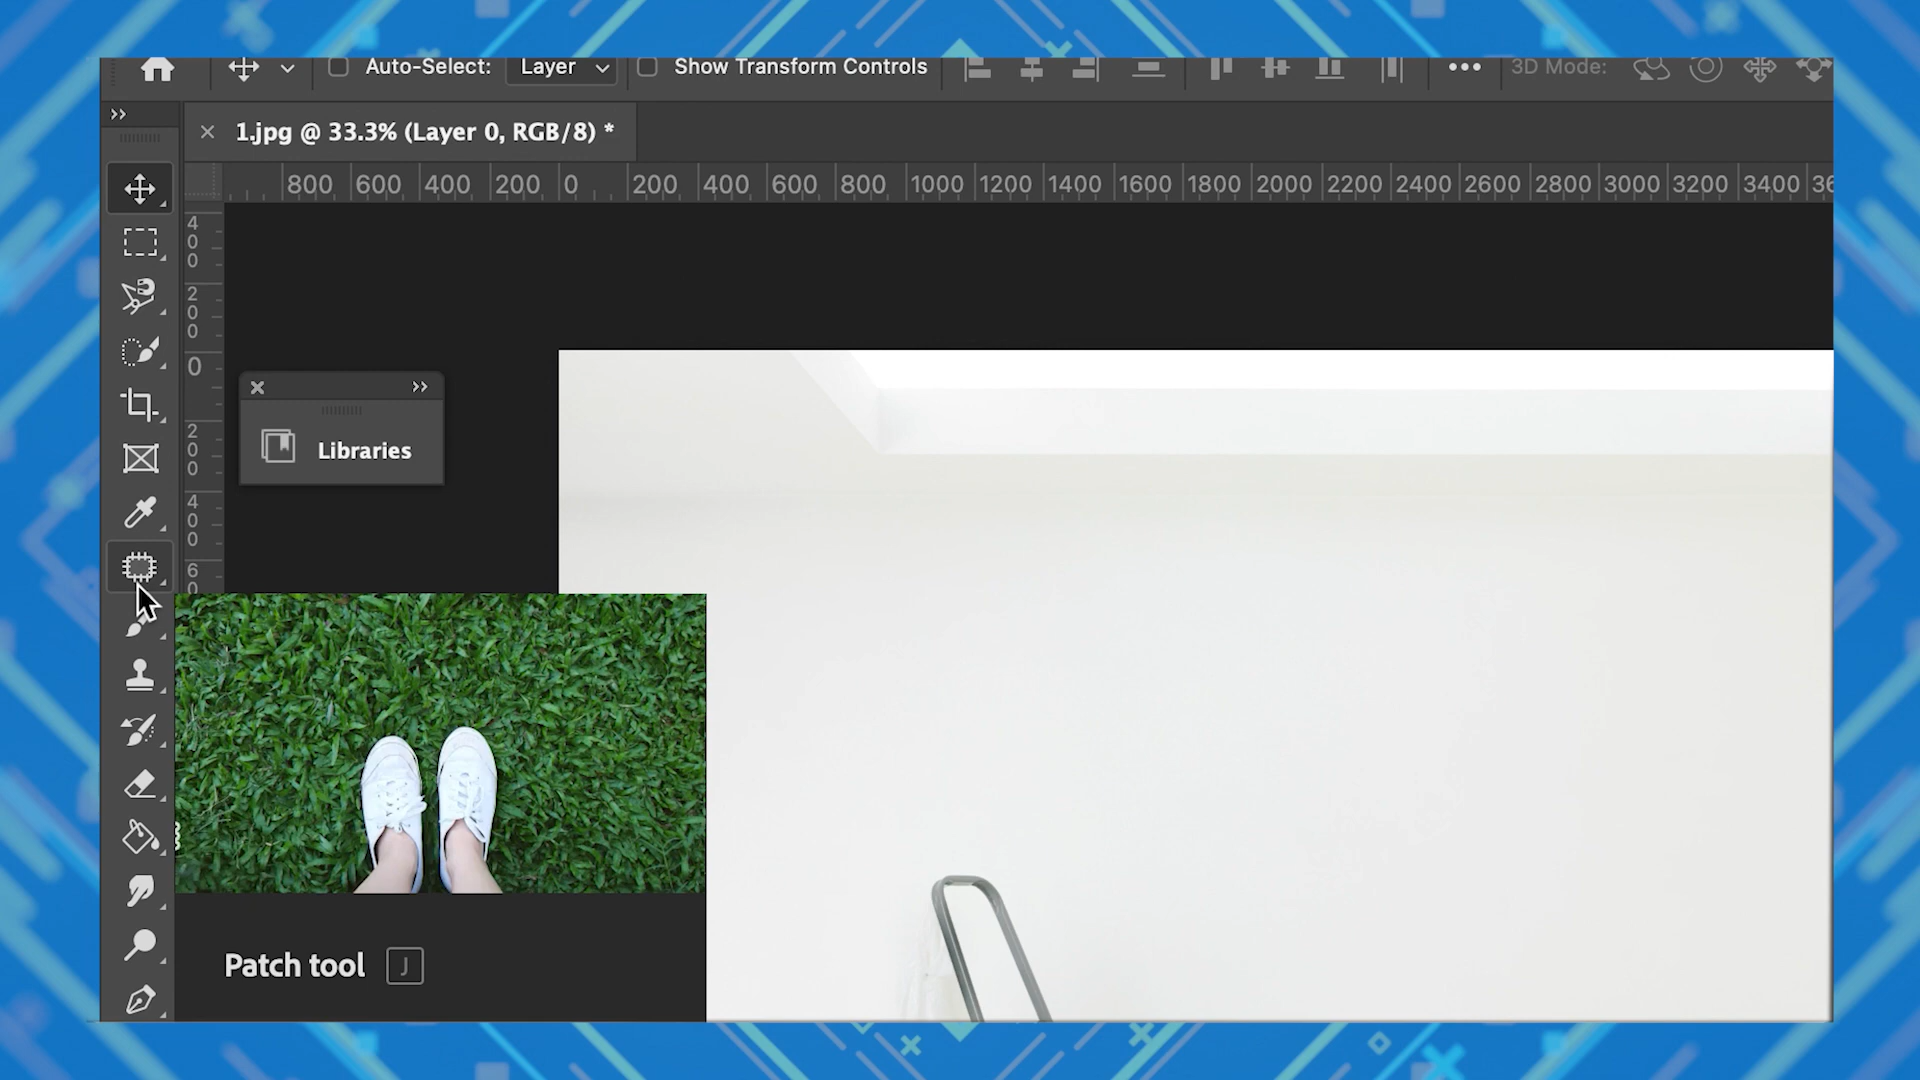 Auto-Select: Layer Show Transform Controls 3D Mode:
1.jpg @ 33.3% (Layer 0, RGB/8) *
800 600 400 200 0 200 400 600 800 1000 1200 1400 1600 1800 2000 2200 2400 2600 2800 3000 3200 3400 36
400
200
0
200
400
60
Libraries
Patch tool J